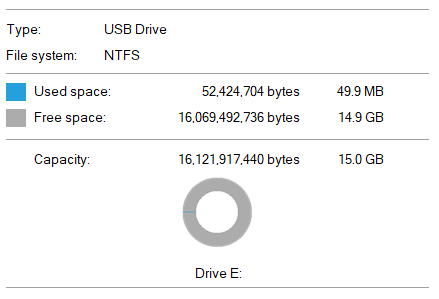 Type: USB Drive
File system: NTFS
Used space: 52,424,704 bytes 49.9 MB
Free space: 16,069,492,736 bytes 14.9 GB
Capacity: 16,121,917,440 bytes 15.0 GB
Drive E: